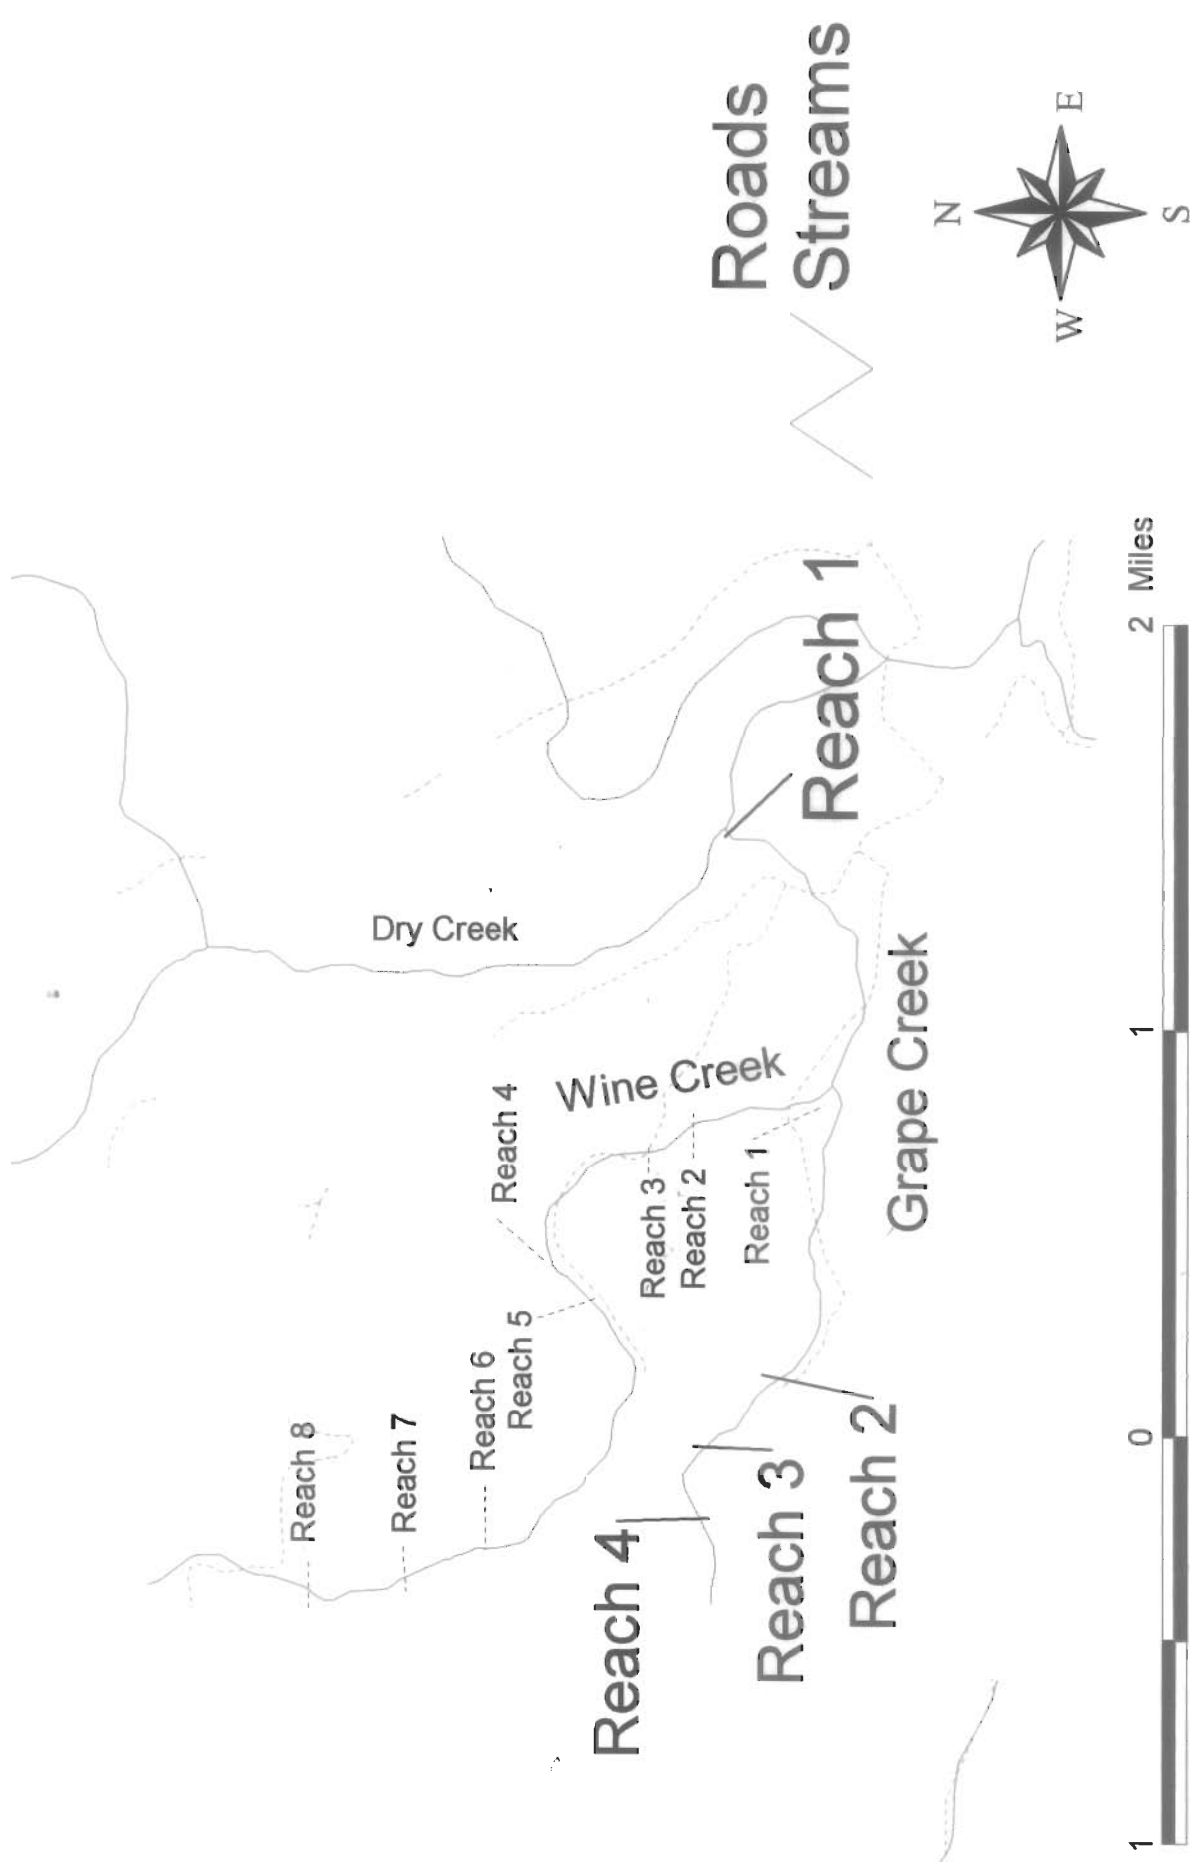 Dry Creek
Wine Creek
Grape Creek
Reach 8
Reach 7
Reach 6
Reach 5
Reach 4
Reach 3
Reach 2
Reach 1
Reach 4
Reach 3
Reach 2
Reach 1
Roads
Streams
N
W
E
S
1
0
1
2 Miles